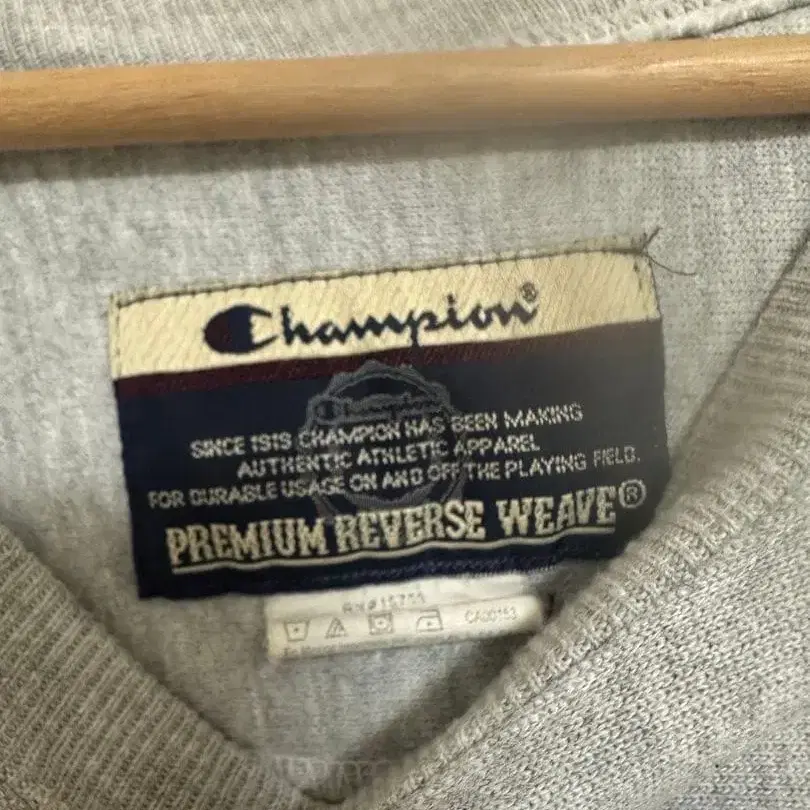 Champion®
SINCE 1919 CHAMPION HAS BEEN MAKING
AUTHENTIC ATHLETIC APPAREL
FOR DURABLE USAGE ON AND OFF THE PLAYING FIELD.
PREMIUM REVERSE WEAVE®
CA00153